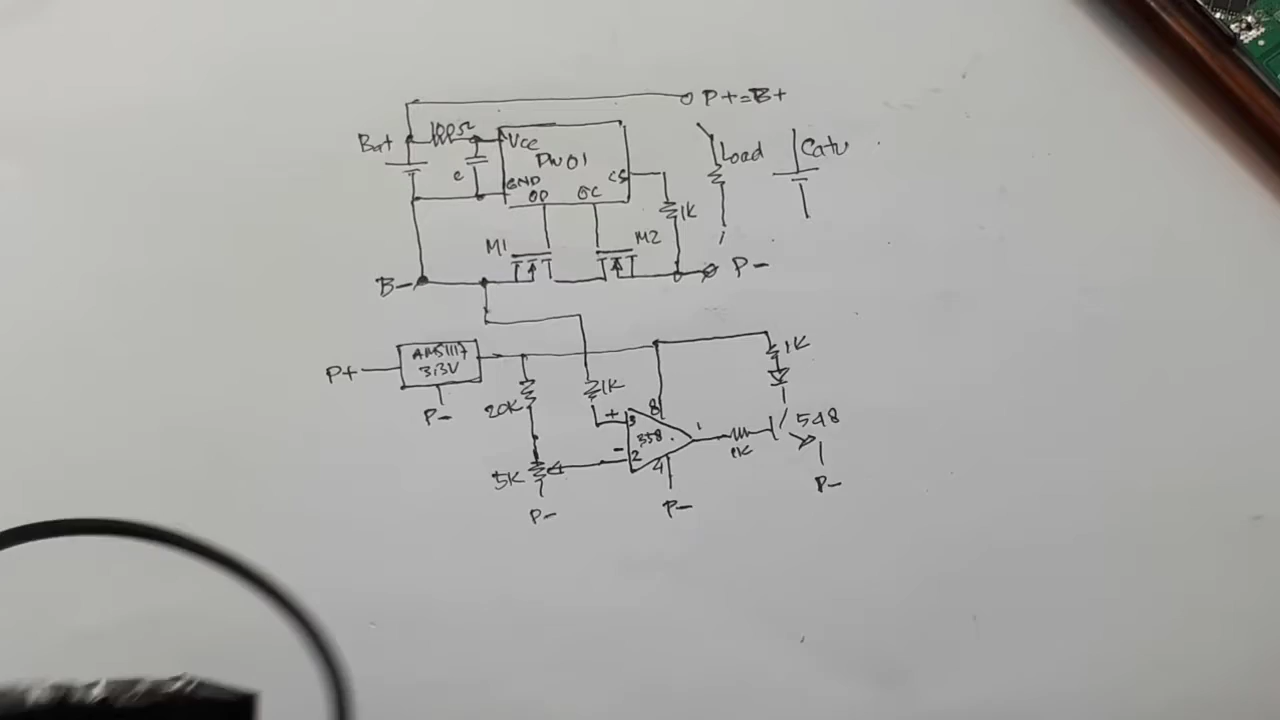 P+=B+
Bat 100Ω Vcc
DW01
Load Catu
c GND CS
OD OC
1K
M1 M2
B- P-
AMS1117
3,3V
P+
1K
P- 20K 1K
8
+ 3 548
358 1
- 2
5K 4 1K
P- P- P-